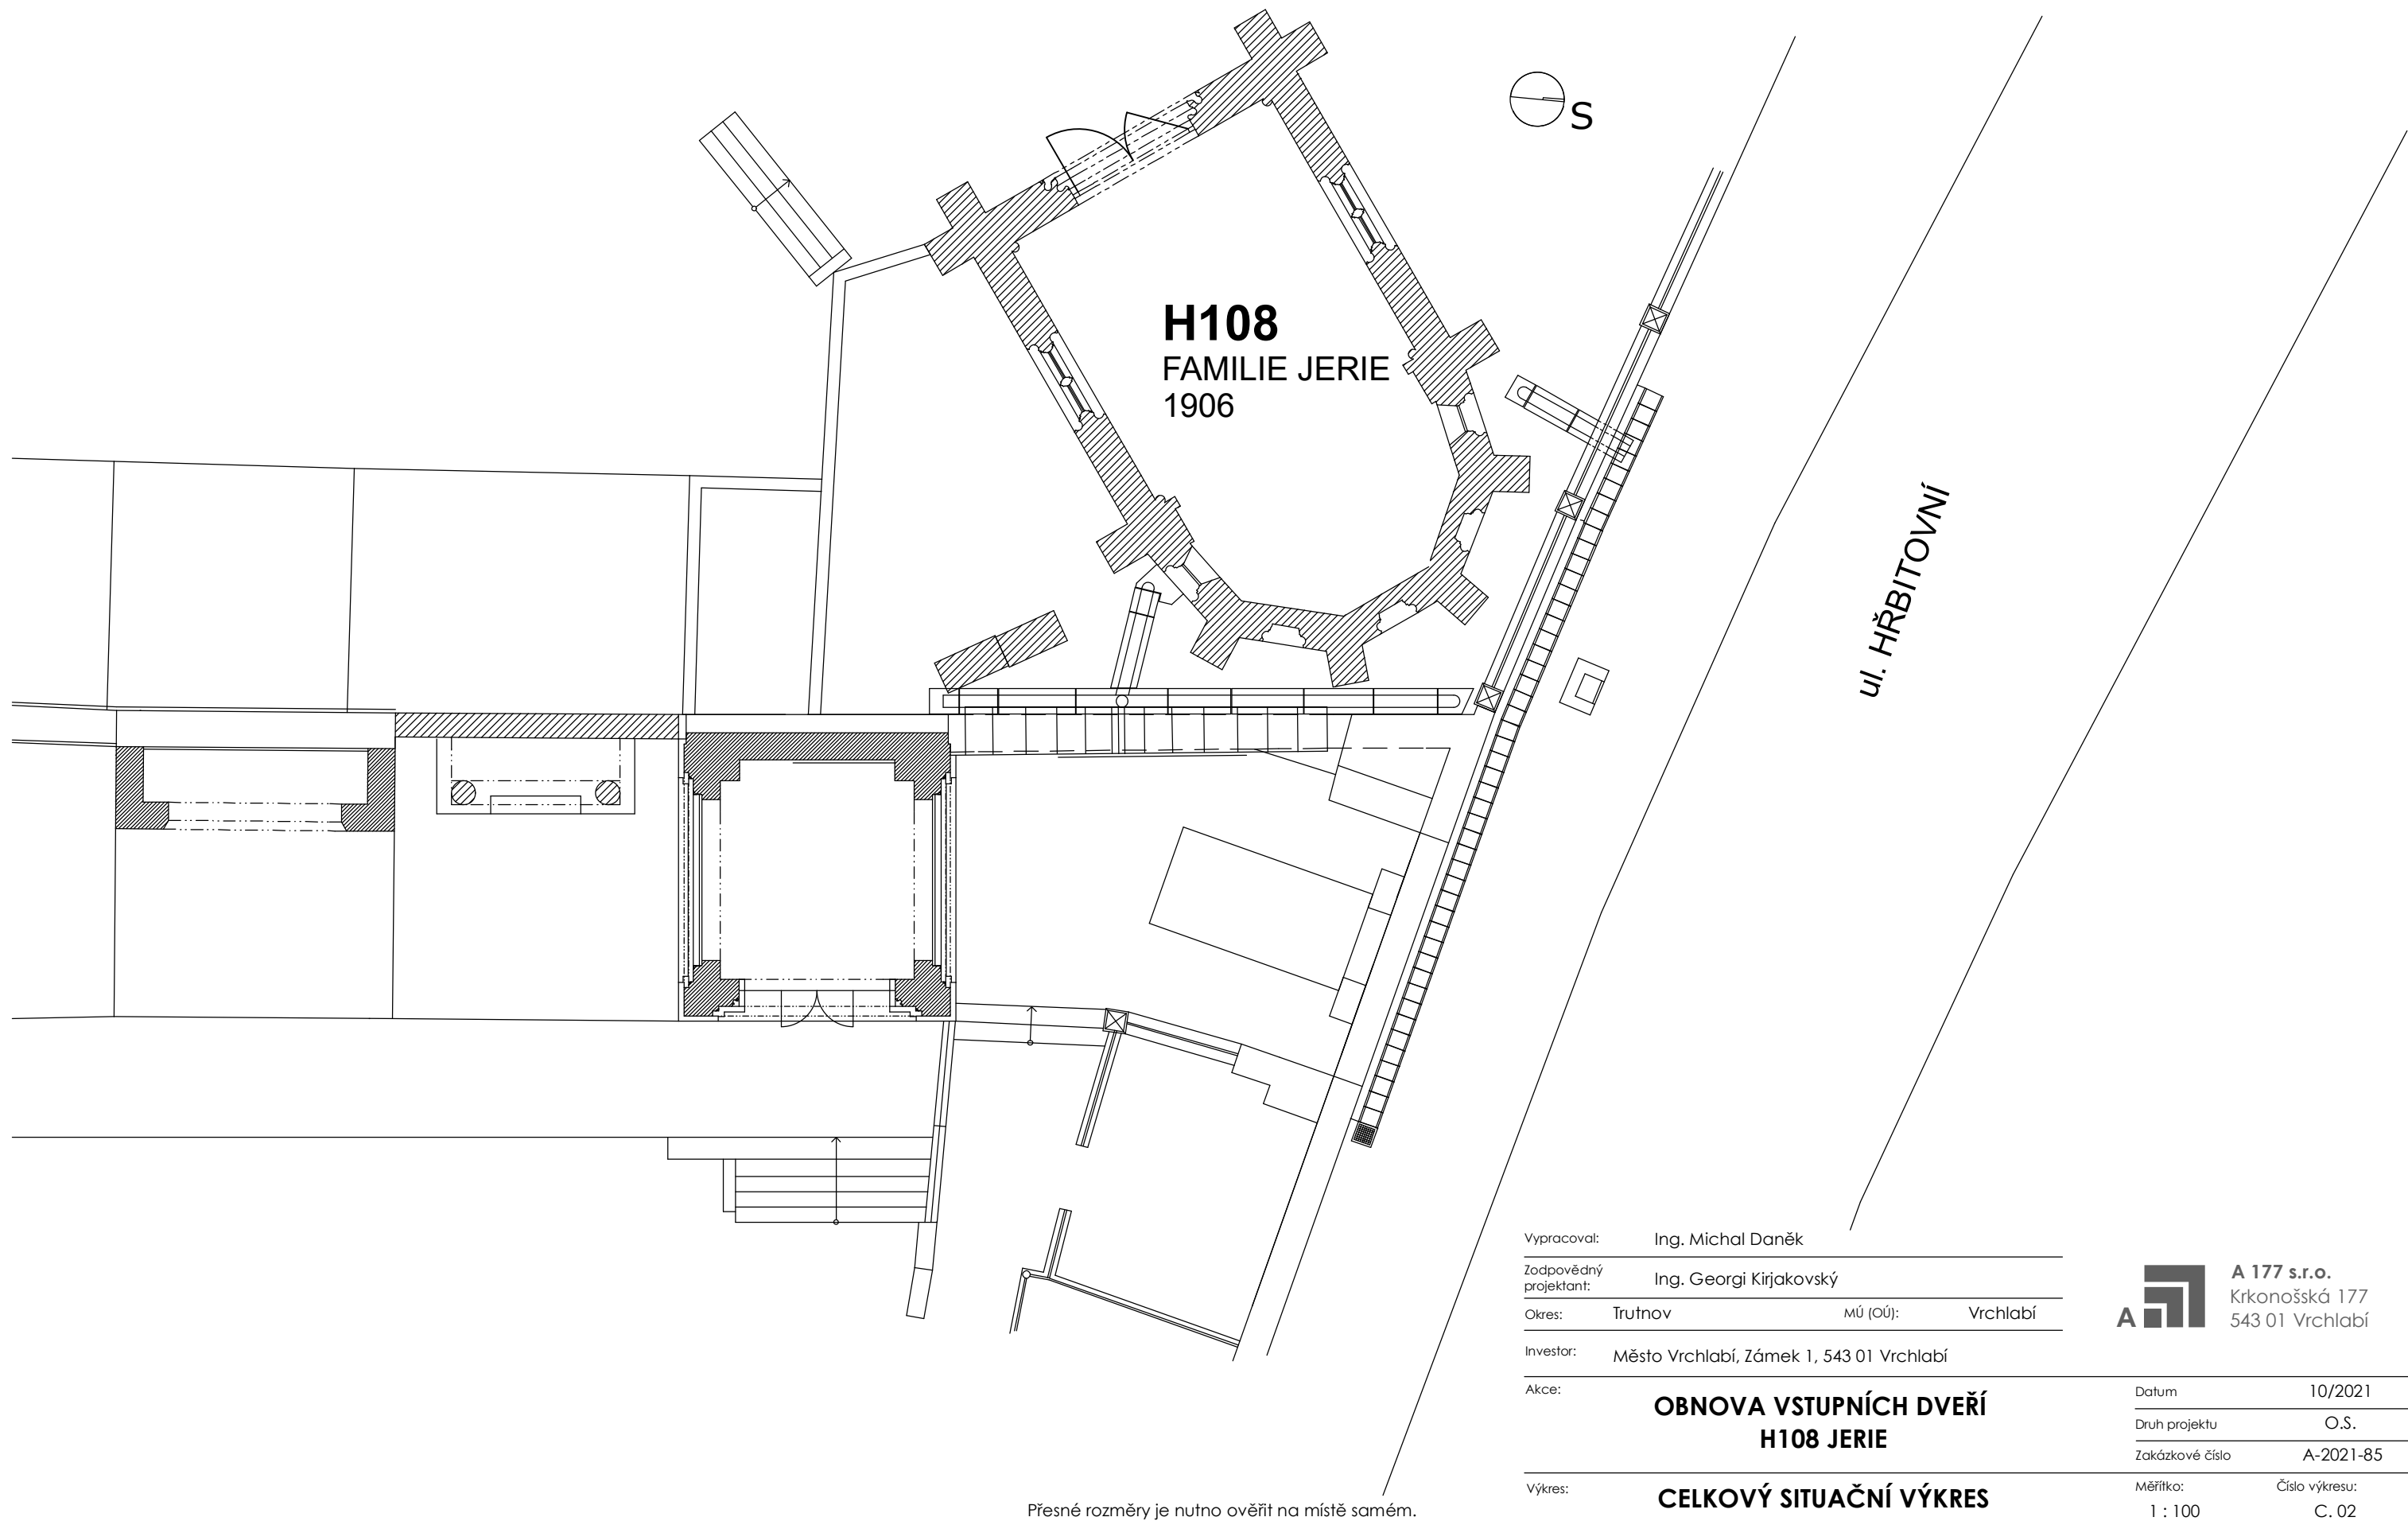 S
H108
FAMILIE JERIE
1906
ul. HŘBITOVNÍ
Vypracoval: Ing. Michal Daněk
Zodpovědný
projektant: Ing. Georgi Kirjakovský
Okres: Trutnov MÚ (OÚ): Vrchlabí
Investor: Město Vrchlabí, Zámek 1, 543 01 Vrchlabí
A
A 177 s.r.o.
Krkonošská 177
543 01 Vrchlabí
Akce:
OBNOVA VSTUPNÍCH DVEŘÍ
H108 JERIE
Datum 10/2021
Druh projektu O.S.
Zakázkové číslo A-2021-85
Výkres: CELKOVÝ SITUAČNÍ VÝKRES
Měřítko: Číslo výkresu:
1 : 100 C. 02
Přesné rozměry je nutno ověřit na místě samém.